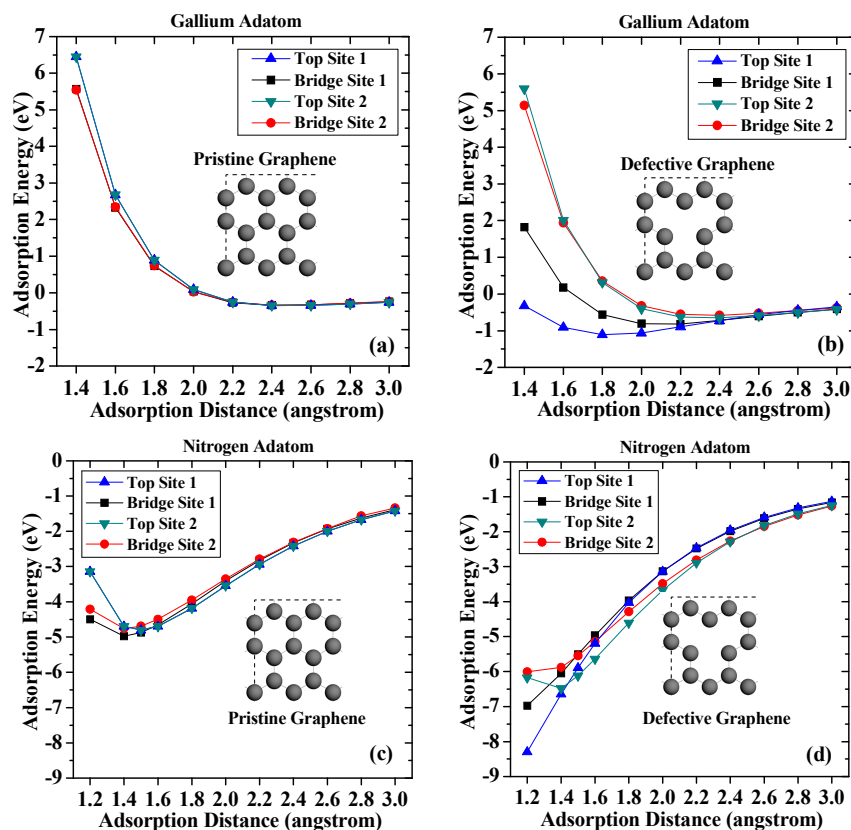 Gallium Adatom
7
6
5
4
3
2
1
0
-1
-2
Adsorption Energy (eV)
Top Site 1
Bridge Site 1
Top Site 2
Bridge Site 2
Pristine Graphene
(a)
1.4 1.6 1.8 2.0 2.2 2.4 2.6 2.8 3.0
Adsorption Distance (angstrom)
Gallium Adatom
7
6
5
4
3
2
1
0
-1
-2
Adsorption Energy (eV)
Top Site 1
Bridge Site 1
Top Site 2
Bridge Site 2
Defective Graphene
(b)
1.4 1.6 1.8 2.0 2.2 2.4 2.6 2.8 3.0
Adsorption Distance (angstrom)
Nitrogen Adatom
0
-1
-2
-3
-4
-5
-6
-7
-8
-9
Adsorption Energy (eV)
Top Site 1
Bridge Site 1
Top Site 2
Bridge Site 2
Pristine Graphene
(c)
1.2 1.4 1.6 1.8 2.0 2.2 2.4 2.6 2.8 3.0
Adsorption Distance (angstrom)
Nitrogen Adatom
0
-1
-2
-3
-4
-5
-6
-7
-8
-9
Adsorption Energy (eV)
Top Site 1
Bridge Site 1
Top Site 2
Bridge Site 2
Defective Graphene
(d)
1.2 1.4 1.6 1.8 2.0 2.2 2.4 2.6 2.8 3.0
Adsorption Distance (angstrom)